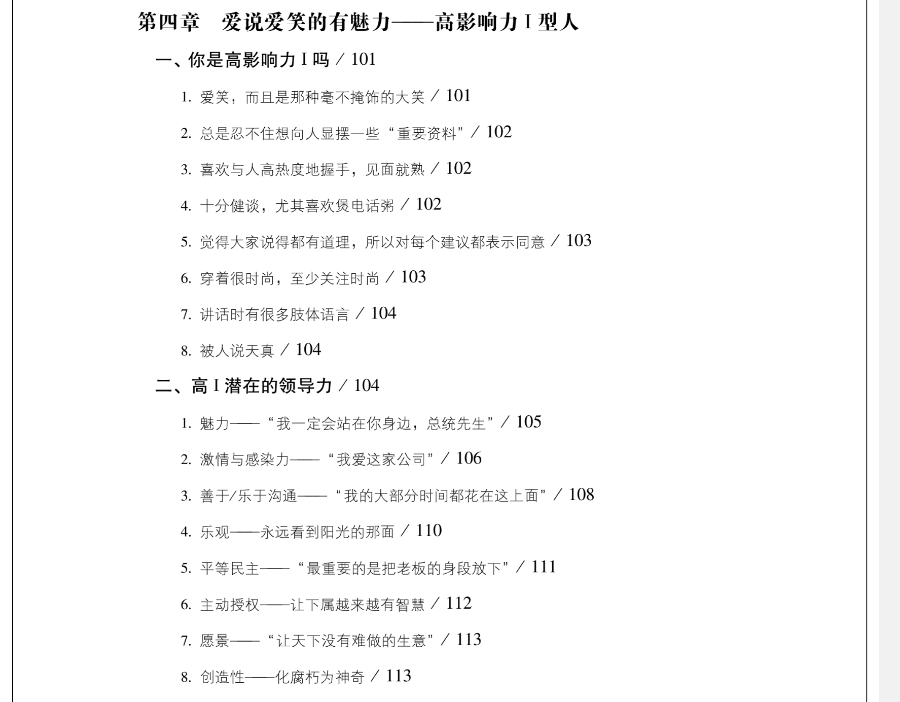 第四章　爱说爱笑的有魅力——高影响力 I 型人
一、你是高影响力 I 吗 / 101
1. 爱笑，而且是那种毫不掩饰的大笑 / 101
2. 总是忍不住想向人显摆一些“重要资料” / 102
3. 喜欢与人高热度地握手，见面就熟 / 102
4. 十分健谈，尤其喜欢煲电话粥 / 102
5. 觉得大家说得都有道理，所以对每个建议都表示同意 / 103
6. 穿着很时尚，至少关注时尚 / 103
7. 讲话时有很多肢体语言 / 104
8. 被人说天真 / 104
二、高 I 潜在的领导力 / 104
1. 魅力——“我一定会站在你身边，总统先生” / 105
2. 激情与感染力——“我爱这家公司” / 106
3. 善于/乐于沟通——“我的大部分时间都花在这上面” / 108
4. 乐观——永远看到阳光的那面 / 110
5. 平等民主——“最重要的是把老板的身段放下” / 111
6. 主动授权——让下属越来越有智慧 / 112
7. 愿景——“让天下没有难做的生意” / 113
8. 创造性——化腐朽为神奇 / 113